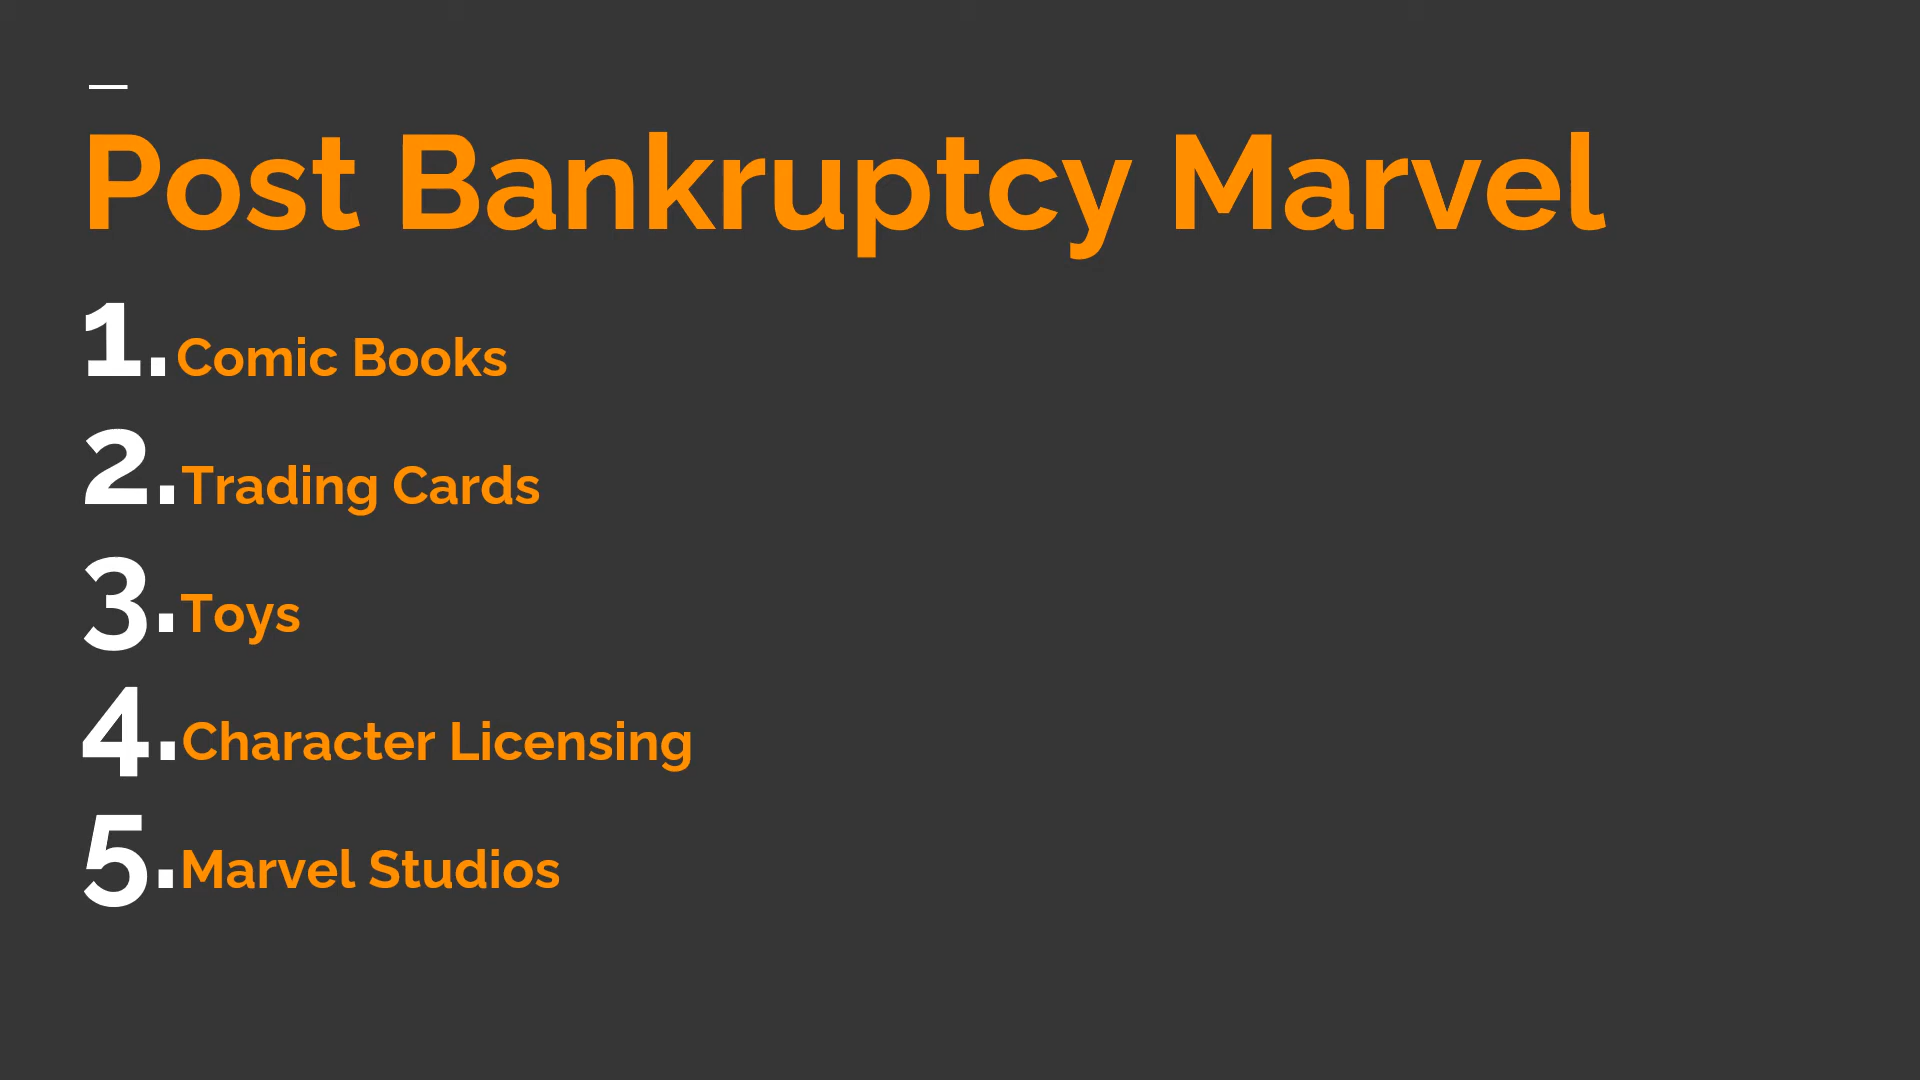 Post Bankruptcy Marvel
1. Comic Books
2. Trading Cards
3. Toys
4. Character Licensing
5. Marvel Studios